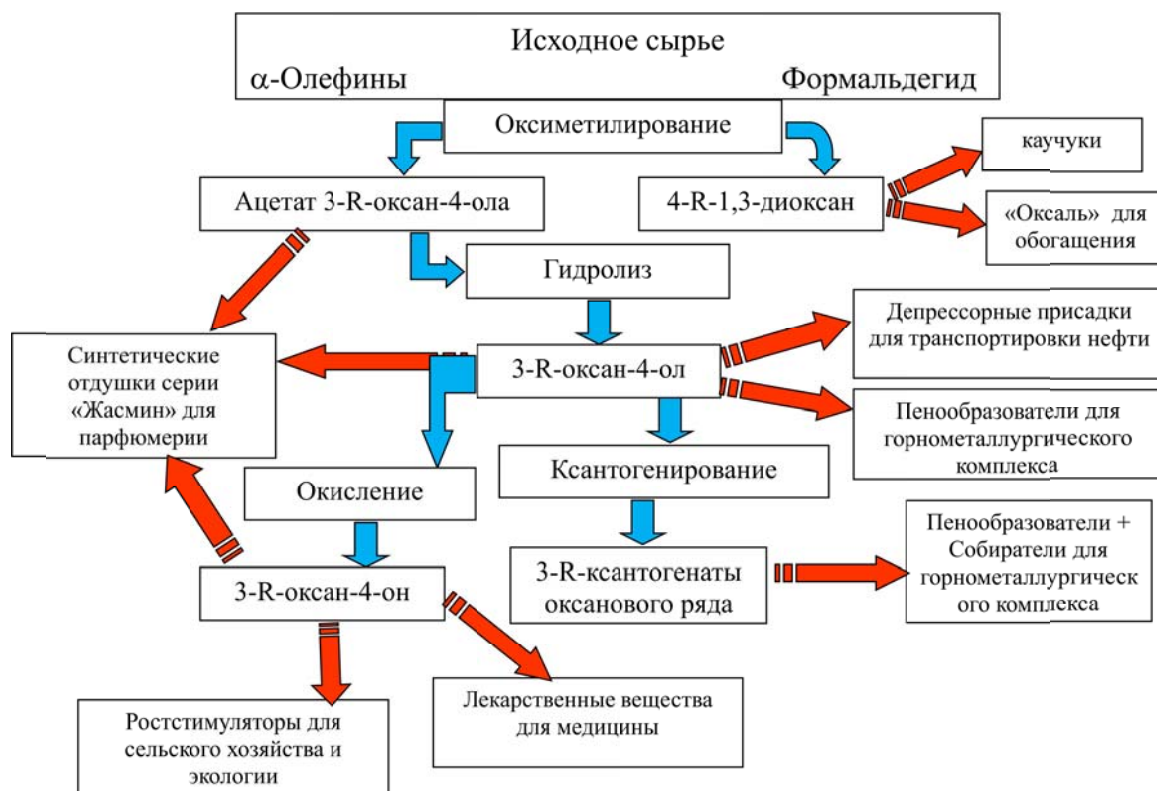 Исходное сырье
α-Олефины Формальдегид
Оксиметилирование
каучуки
Ацетат 3-R-оксан-4-ола
4-R-1,3-диоксан
«Оксаль» для
обогащения
Гидролиз
Депрессорные присадки
для транспортировки нефти
Синтетические
отдушки серии
«Жасмин» для
парфюмерии
3-R-оксан-4-ол
Пенообразователи для
горнометаллургического
комплекса
Окисление
Ксантогенирование
Пенообразователи +
Собиратели для
горнометаллургическ
ого комплекса
3-R-оксан-4-он
3-R-ксантогенаты
оксанового ряда
Лекарственные вещества
для медицины
Ростстимуляторы для
сельского хозяйства и
экологии